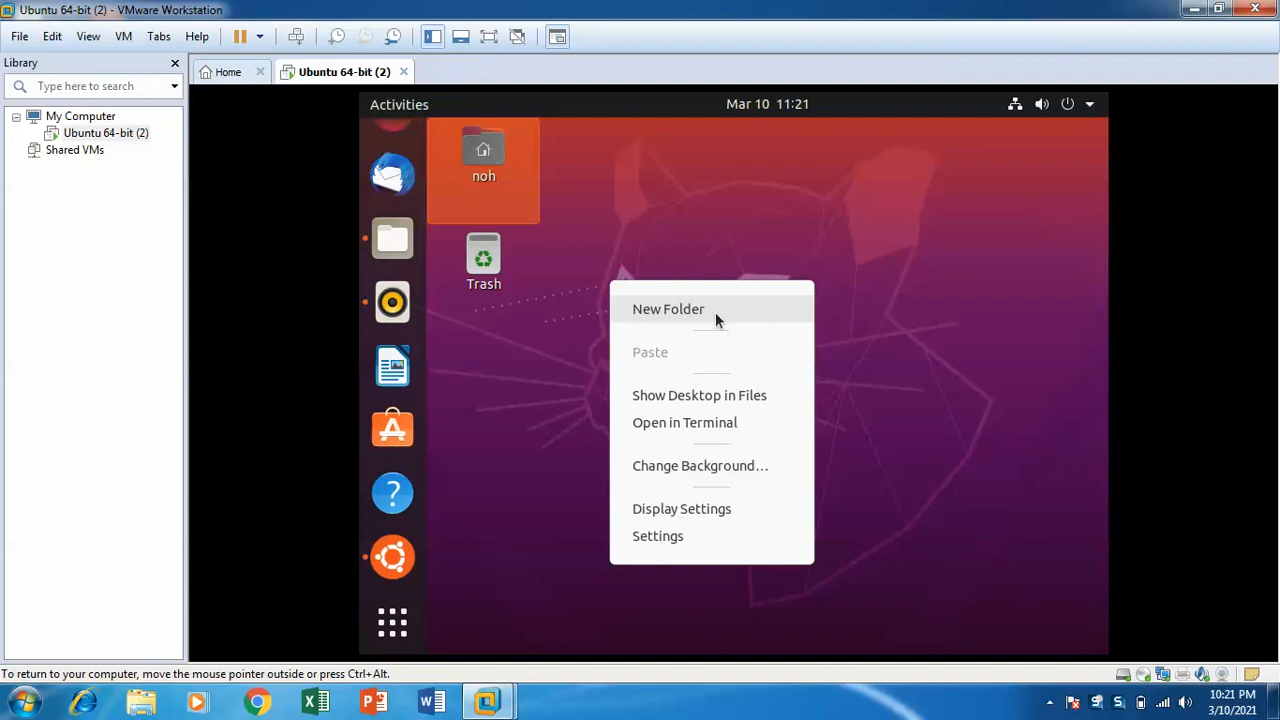 Ubuntu 64-bit (2) - VMware Workstation
File Edit View VM Tabs Help
Library
Type here to search
My Computer
Ubuntu 64-bit (2)
Shared VMs
Home
Ubuntu 64-bit (2)
Activities
Mar 10 11:21
noh
Trash
New Folder
Paste
Show Desktop in Files
Open in Terminal
Change Background...
Display Settings
Settings
To return to your computer, move the mouse pointer outside or press Ctrl+Alt.
10:21 PM
3/10/2021